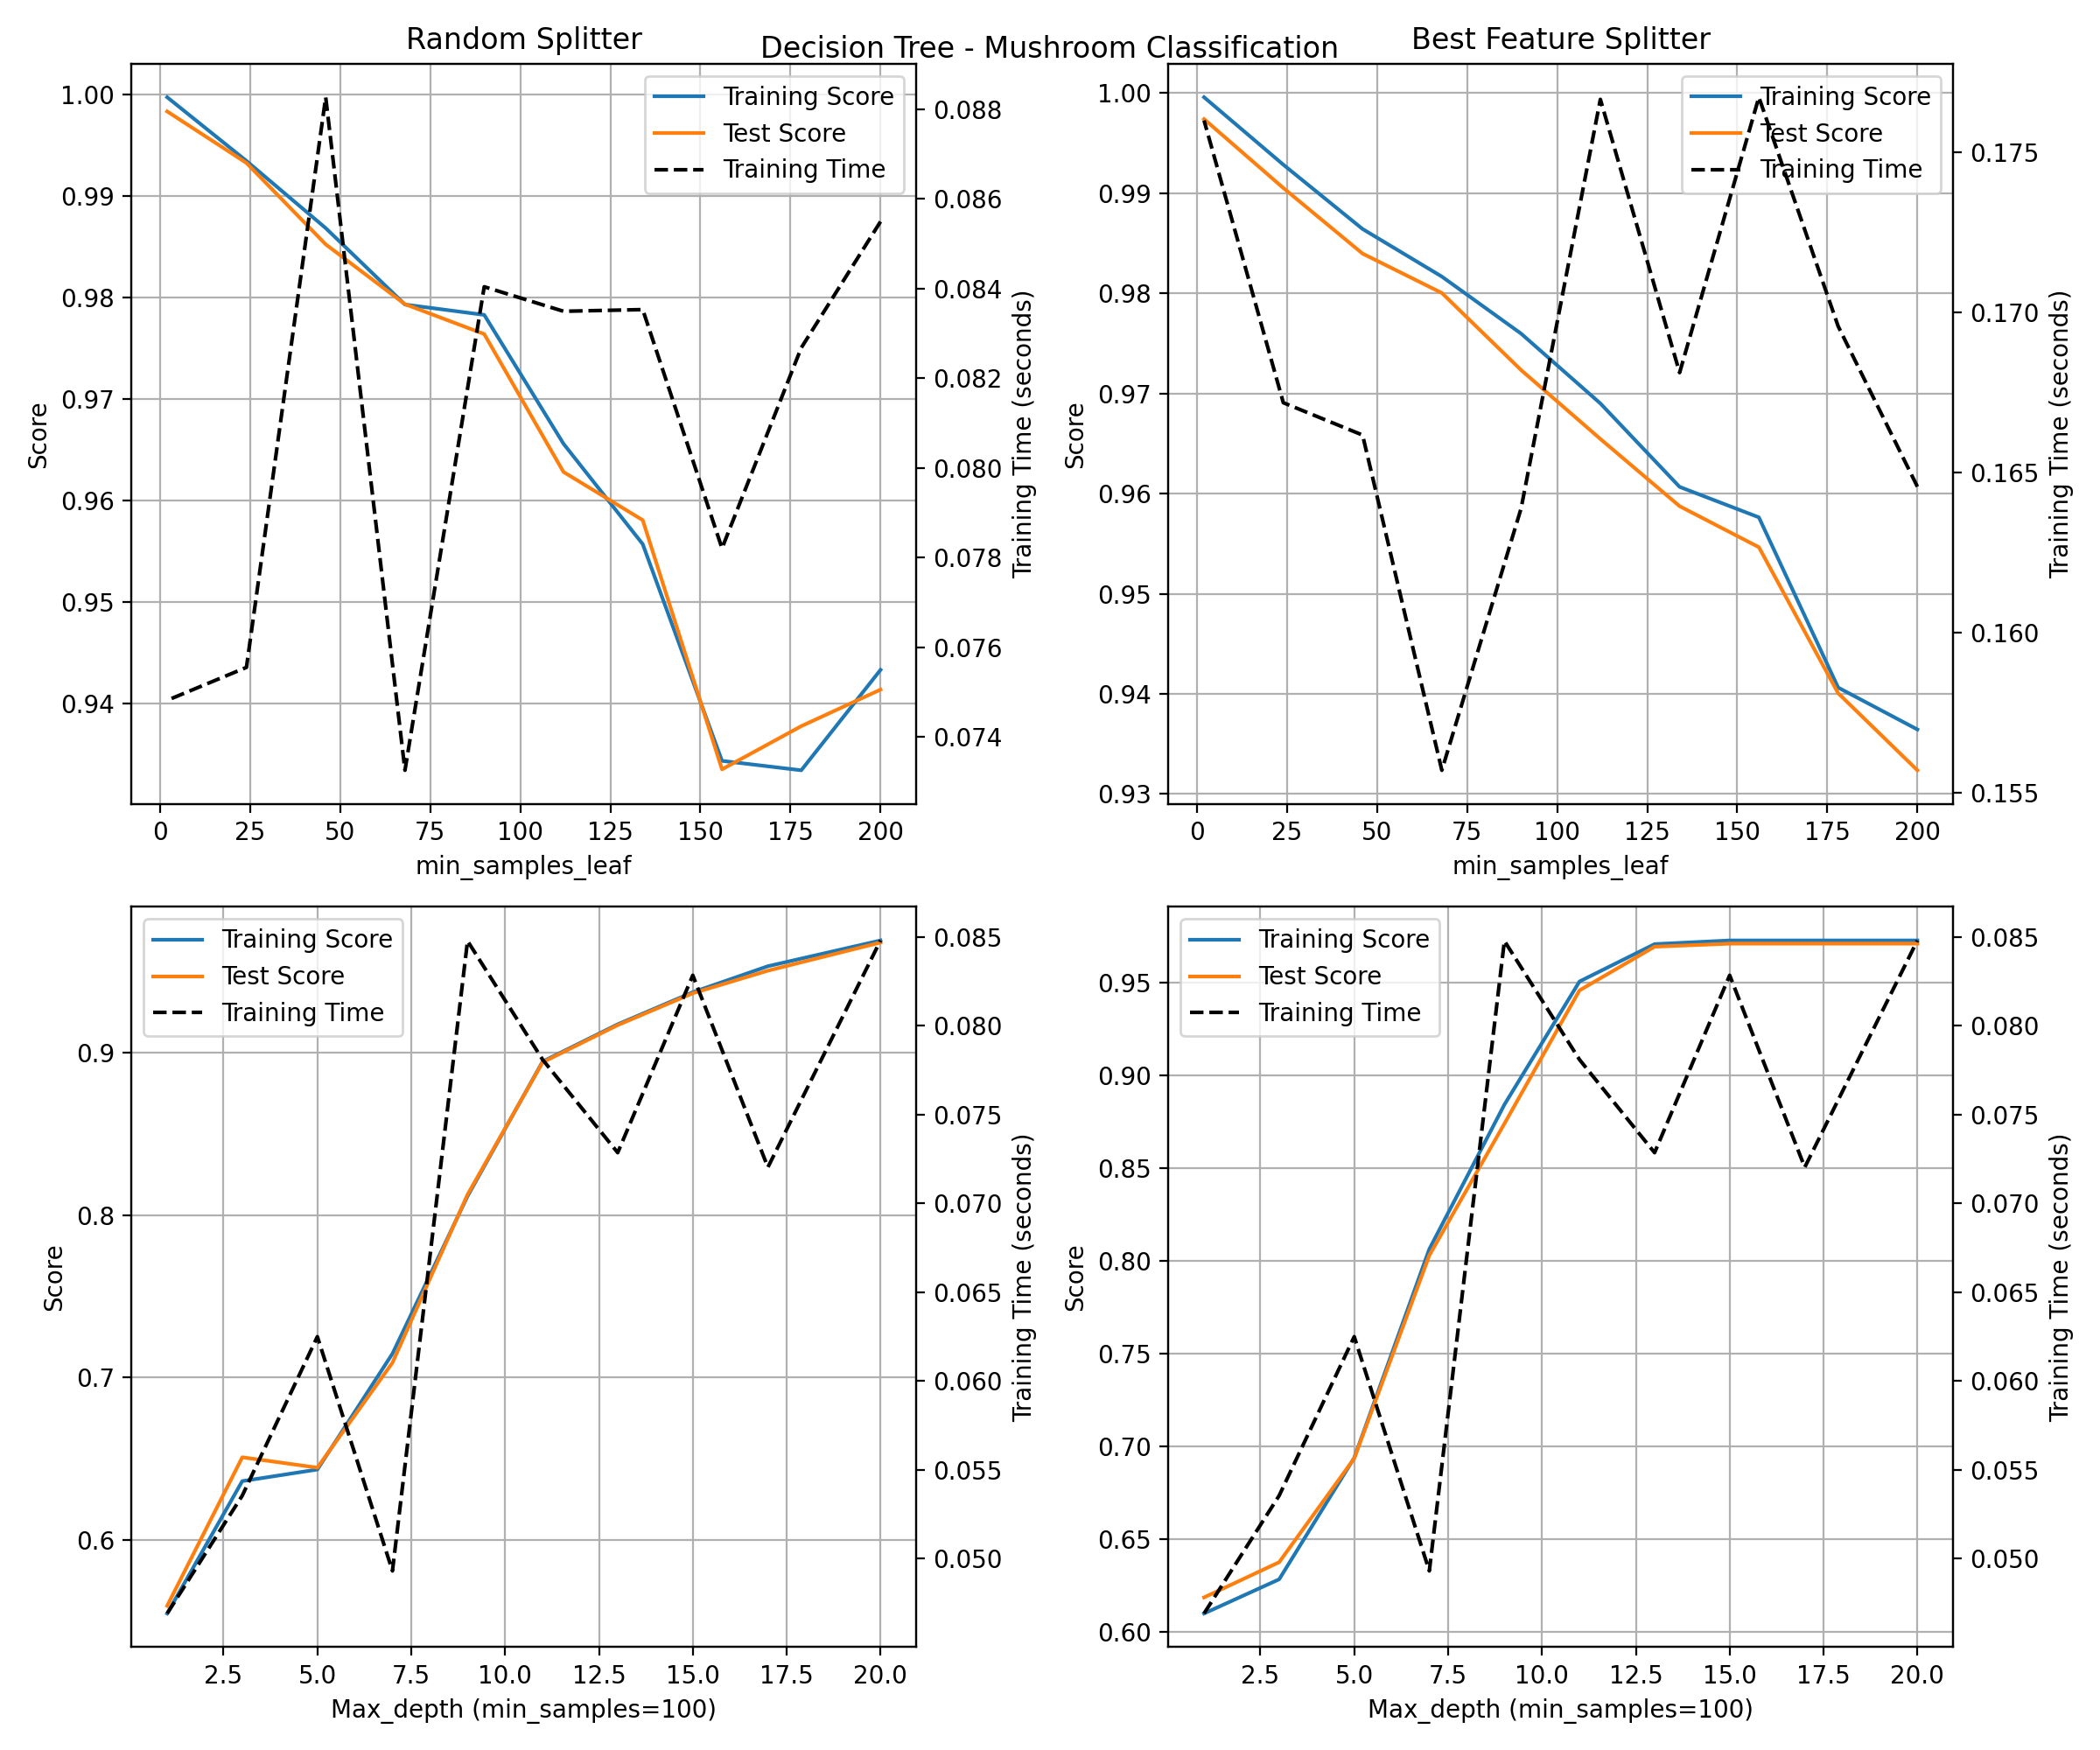 Decision Tree - Mushroom Classification
Random Splitter
Training Score
Test Score
Training Time
1.00
0.99
0.98
0.97
0.96
0.95
0.94
Score
0.088
0.086
0.084
0.082
0.080
0.078
0.076
0.074
Training Time (seconds)
0 25 50 75 100 125 150 175 200
min_samples_leaf
Best Feature Splitter
Training Score
Test Score
Training Time
1.00
0.99
0.98
0.97
0.96
0.95
0.94
0.93
Score
0.175
0.170
0.165
0.160
0.155
Training Time (seconds)
0 25 50 75 100 125 150 175 200
min_samples_leaf
Training Score
Test Score
Training Time
0.9
0.8
0.7
0.6
Score
0.085
0.080
0.075
0.070
0.065
0.060
0.055
0.050
Training Time (seconds)
2.5 5.0 7.5 10.0 12.5 15.0 17.5 20.0
Max_depth (min_samples=100)
Training Score
Test Score
Training Time
0.95
0.90
0.85
0.80
0.75
0.70
0.65
0.60
Score
0.085
0.080
0.075
0.070
0.065
0.060
0.055
0.050
Training Time (seconds)
2.5 5.0 7.5 10.0 12.5 15.0 17.5 20.0
Max_depth (min_samples=100)